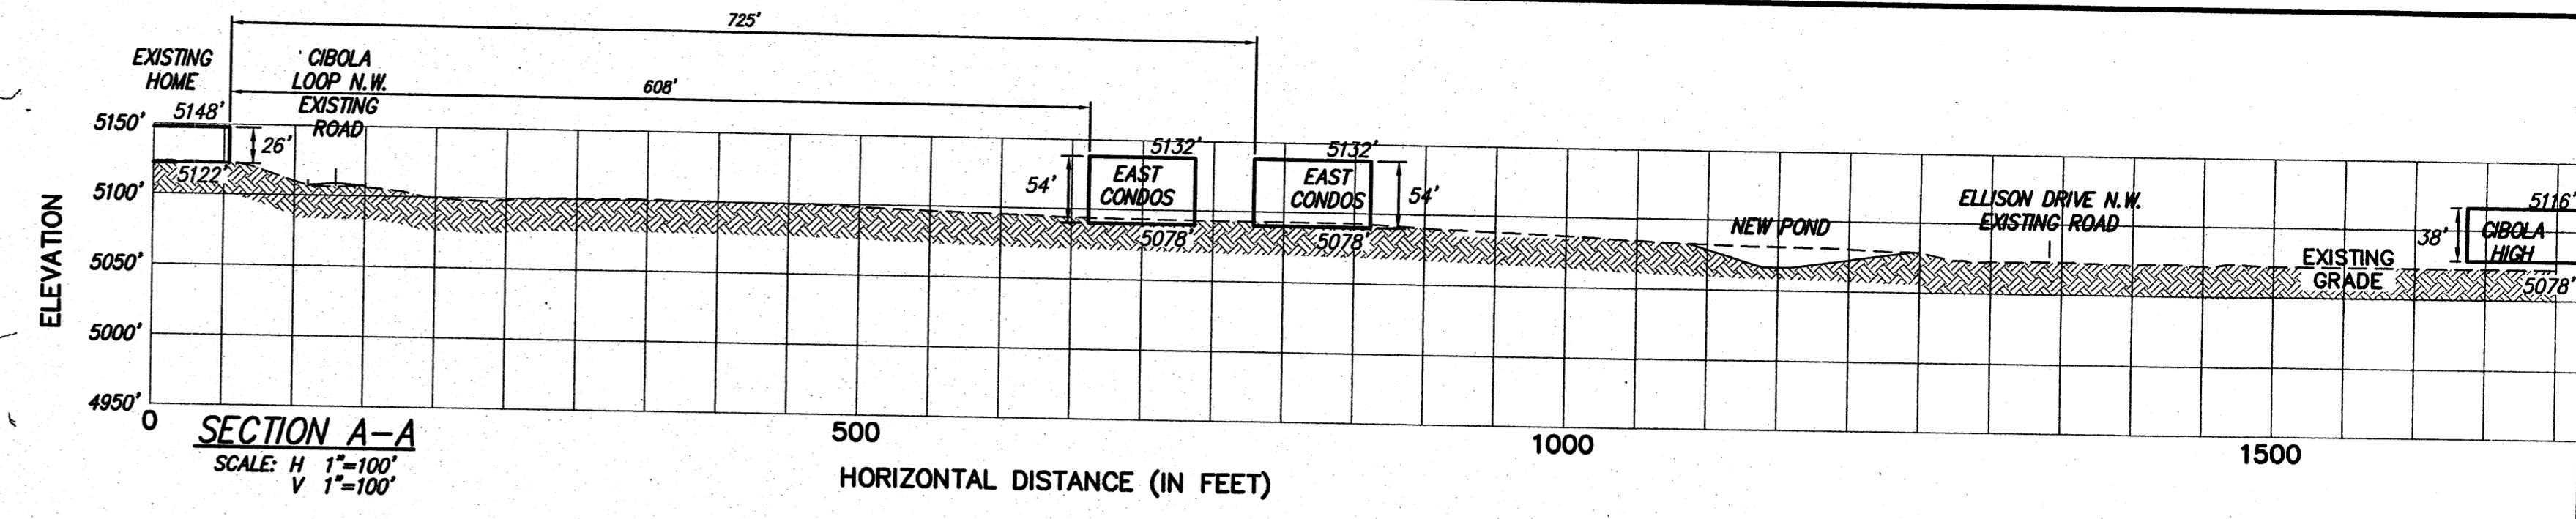 725'
EXISTING
HOME
CIBOLA
LOOP N.W.
EXISTING
ROAD
608'
5150'
5148'
26'
5122'
5100'
5050'
5000'
4950'
ELEVATION
54'
5132'
EAST
CONDOS
5078'
5132'
EAST
CONDOS
54'
5078'
NEW POND
ELLISON DRIVE N.W.
EXISTING ROAD
EXISTING
GRADE
38'
5116'
CIBOLA
HIGH
5078'
0
500
1000
1500
SECTION A-A
SCALE: H 1"=100'
V 1"=100'
HORIZONTAL DISTANCE (IN FEET)